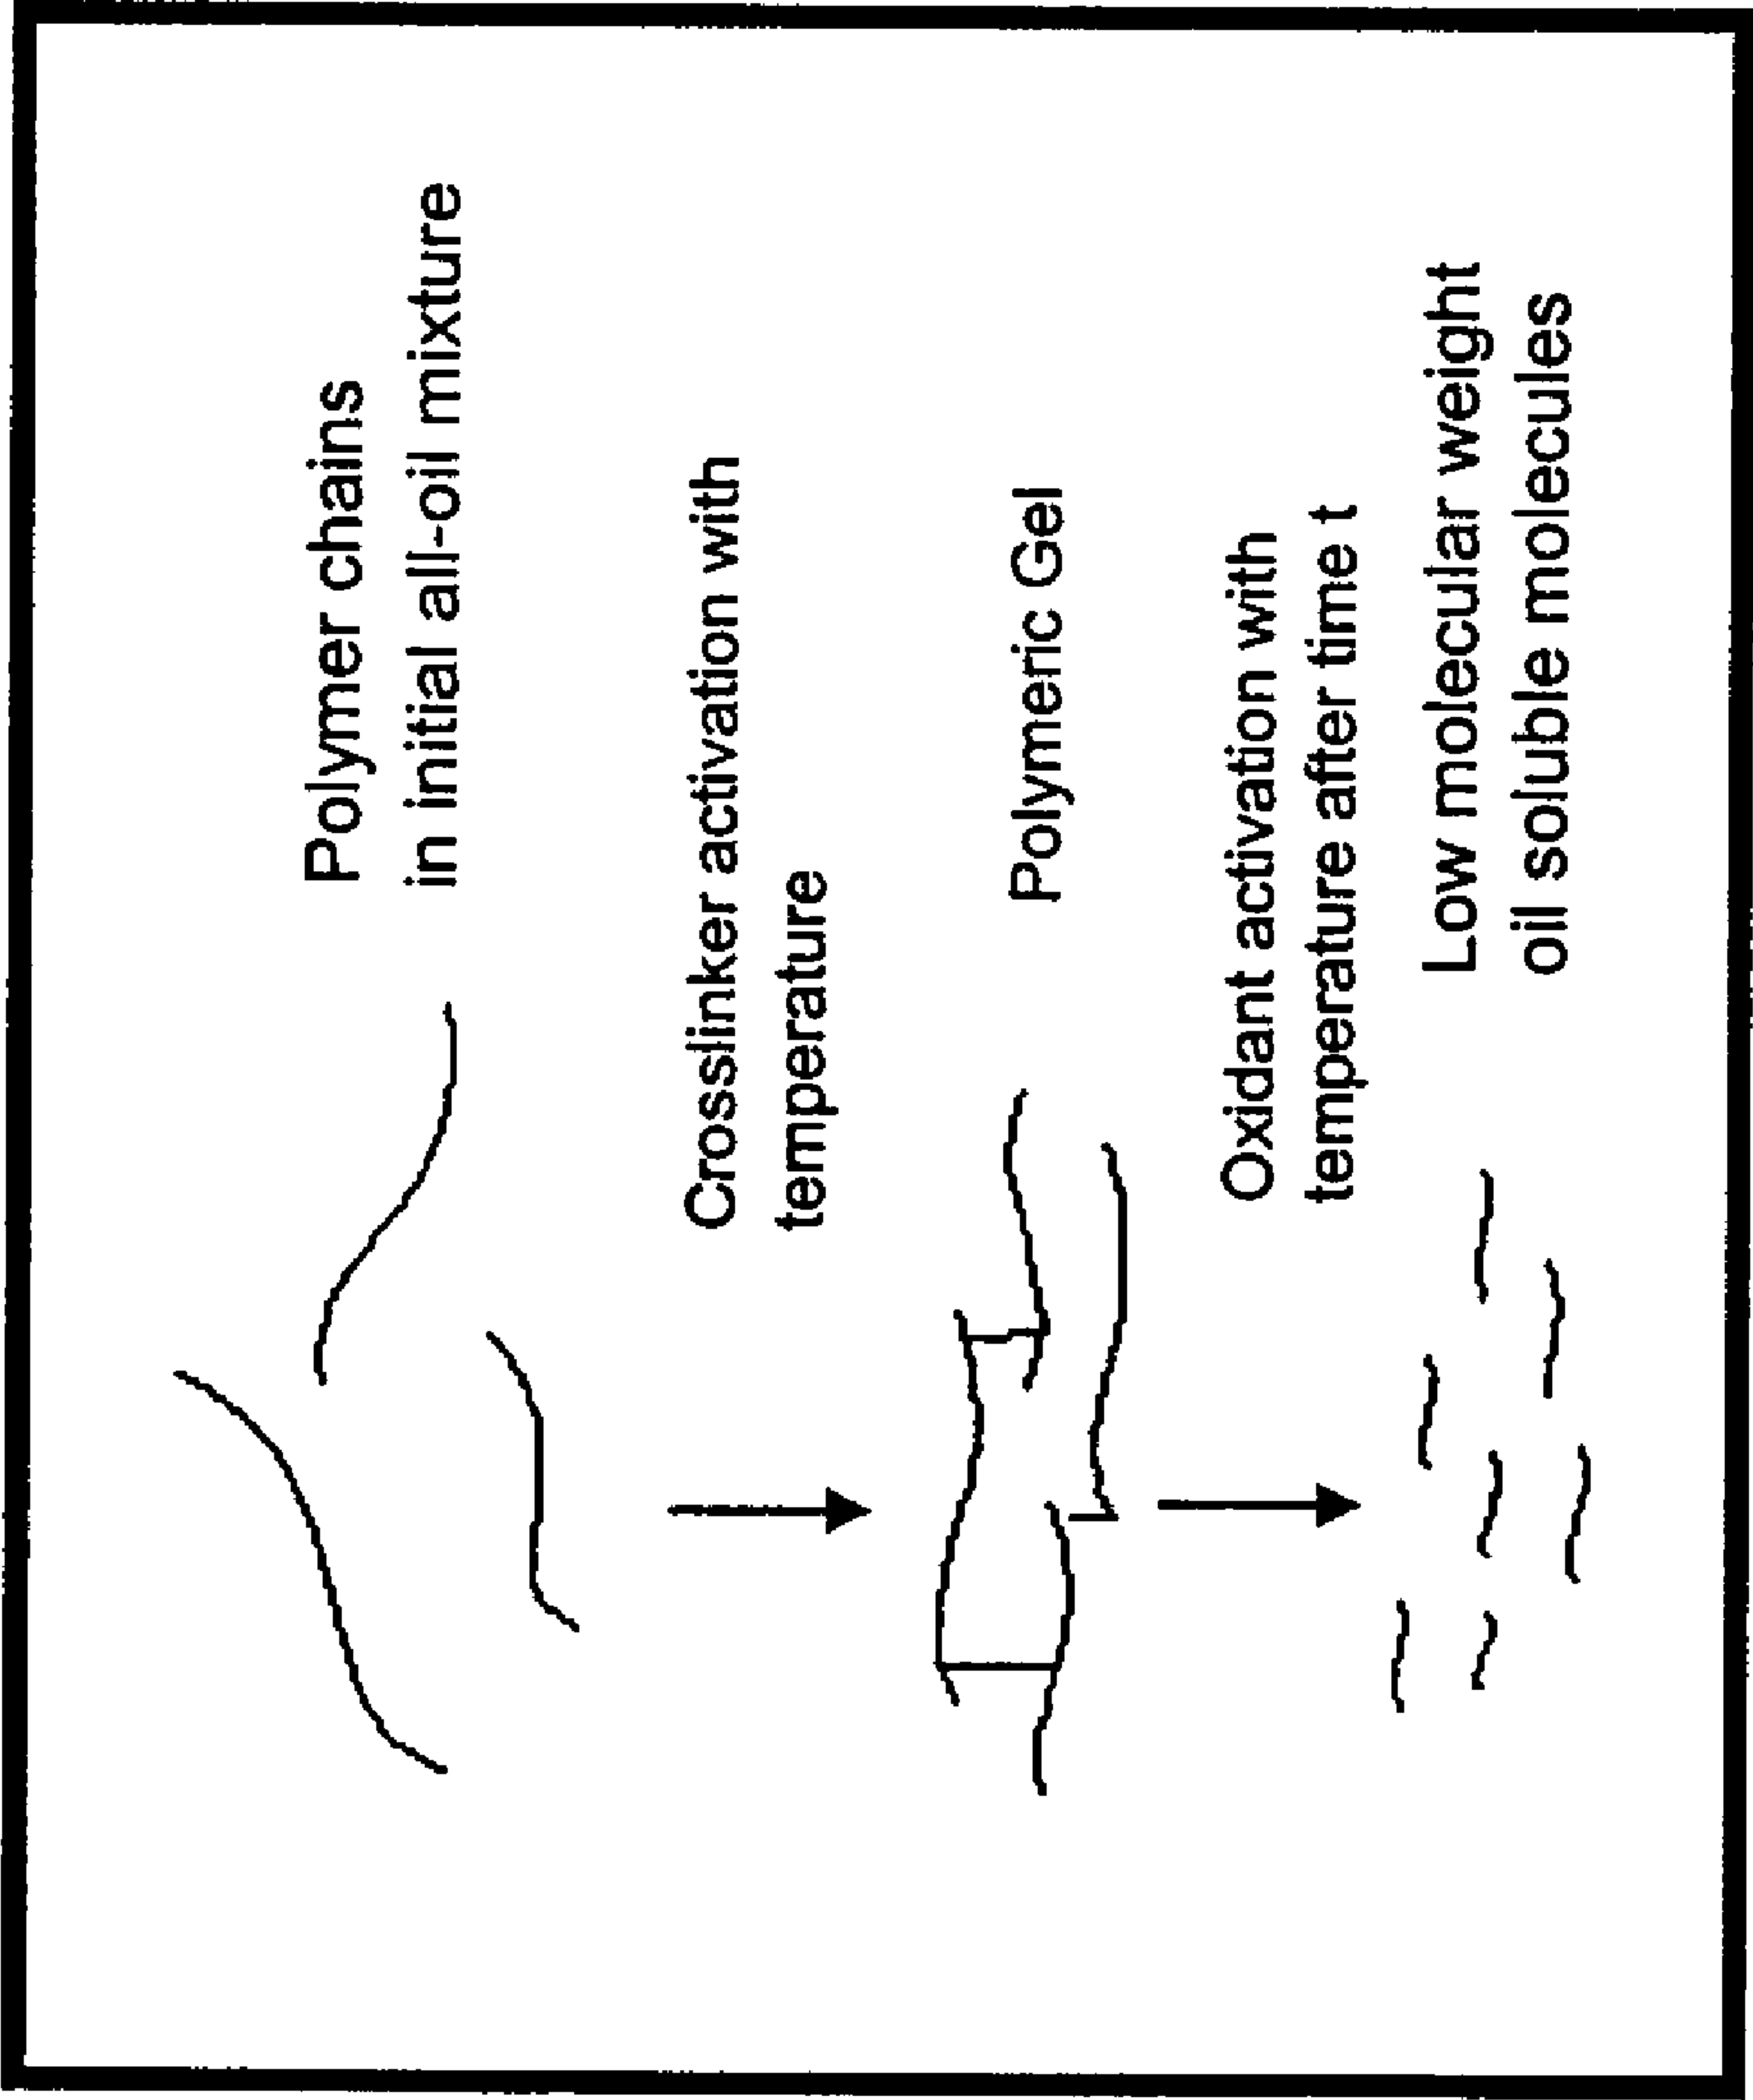 Polymer chains
in initial all-oil mixture
Crosslinker activation with
temperature
Polymeric Gel
Oxidant activation with
temperature after time t
Low molecular weight
oil soluble molecules